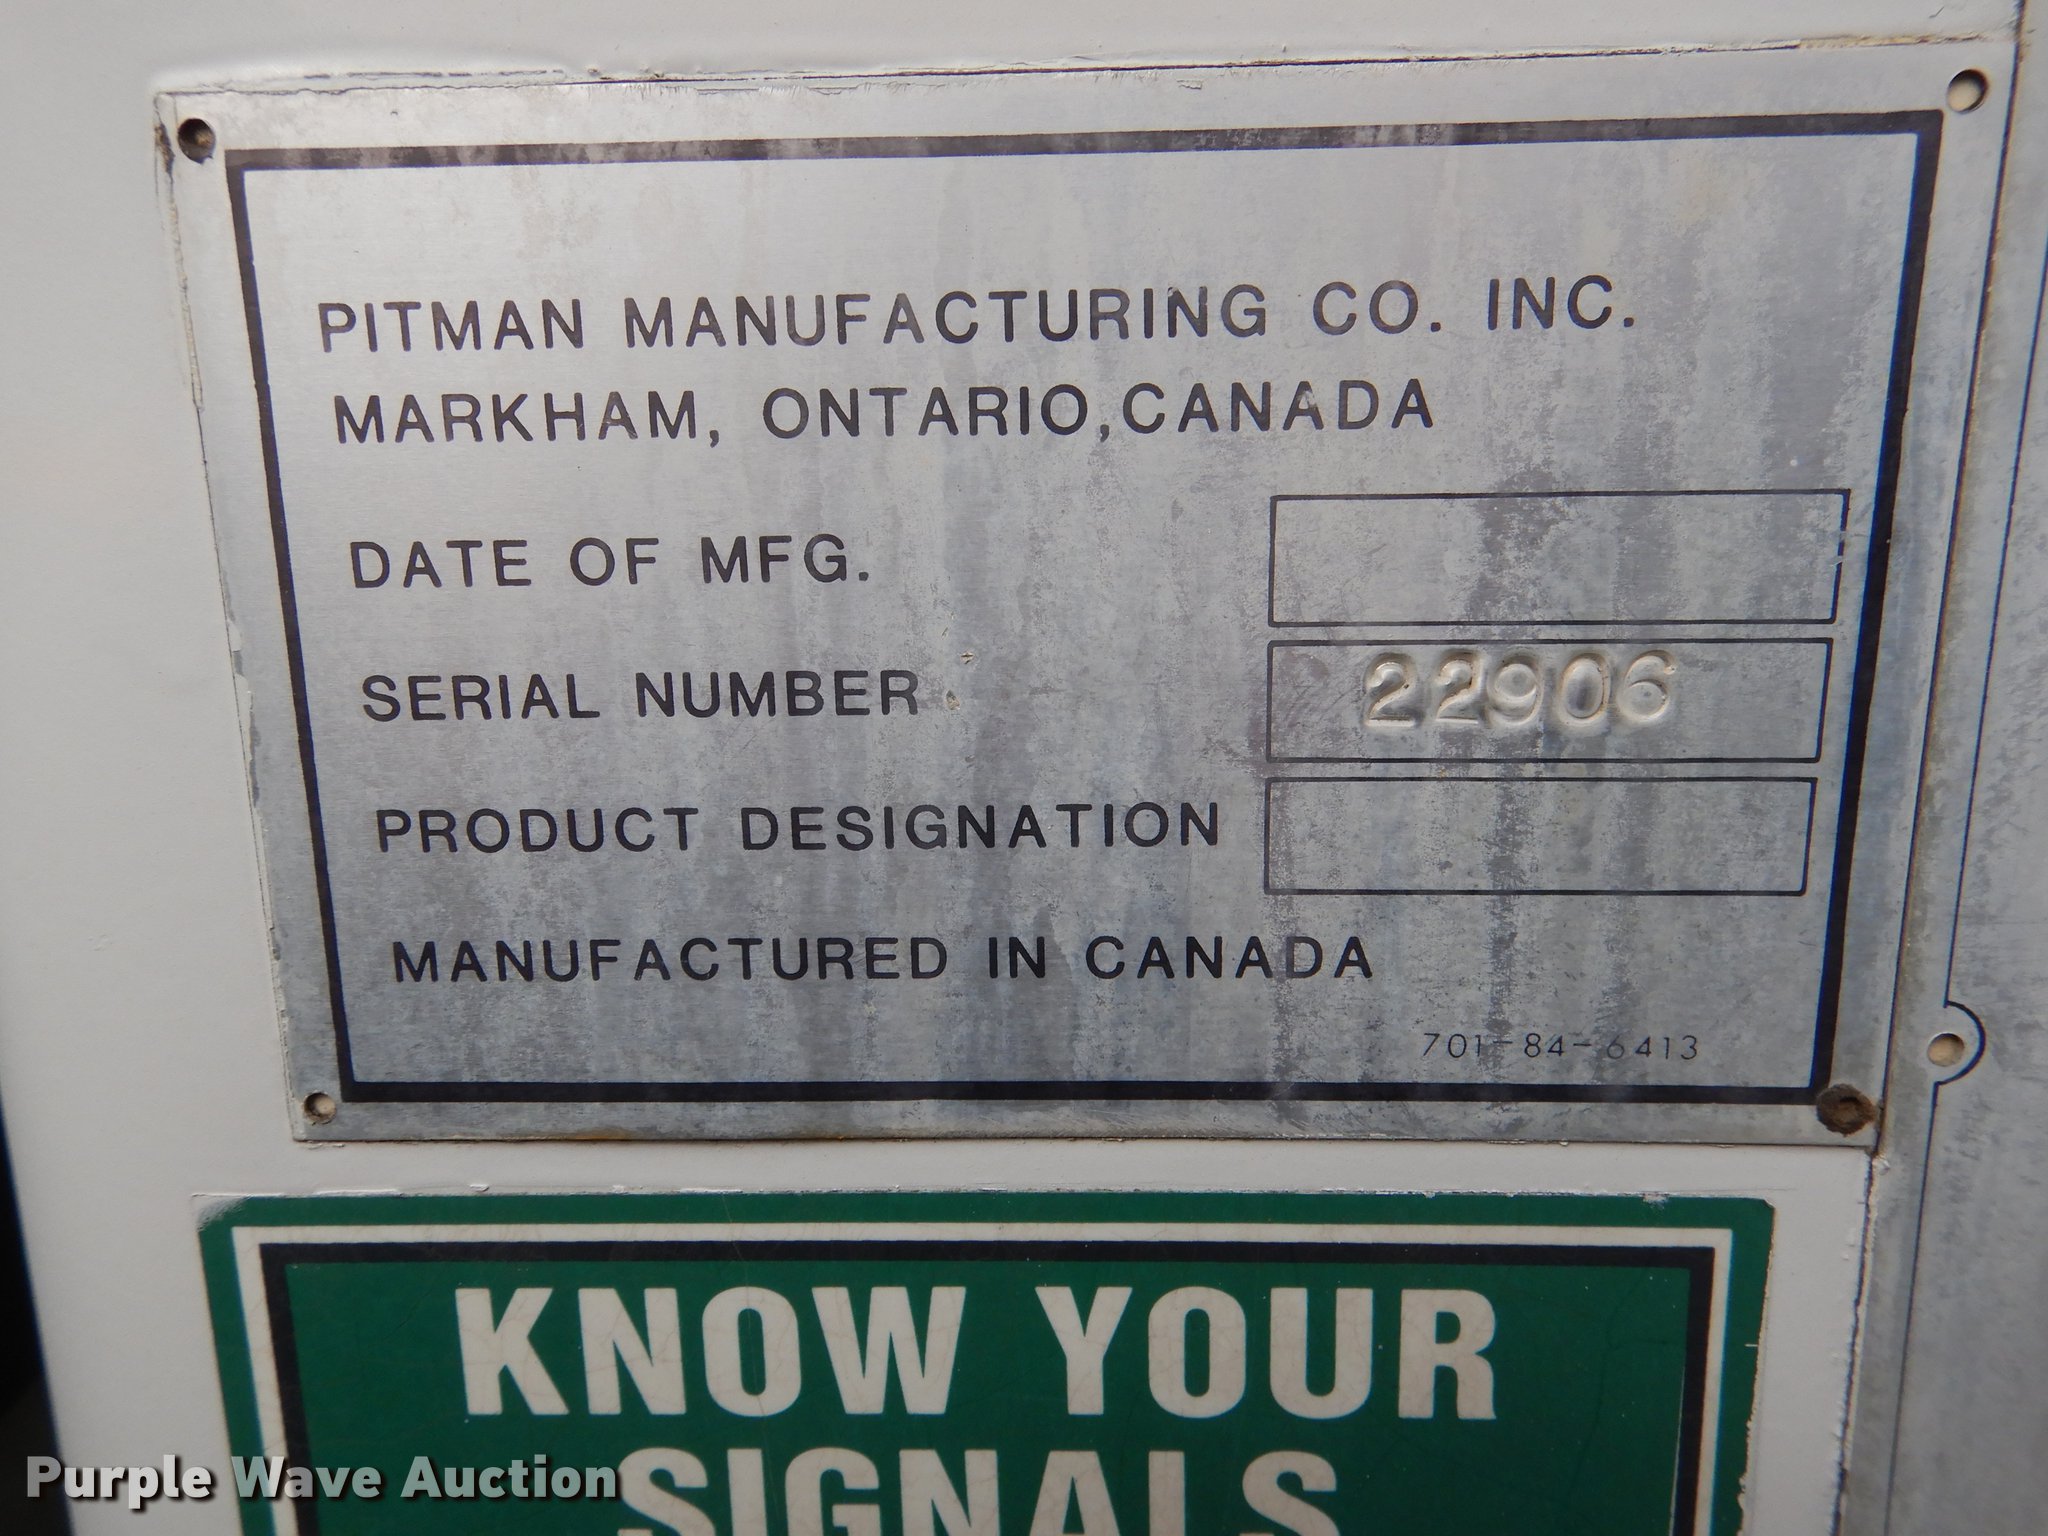 PITMAN MANUFACTURING CO. INC.
MARKHAM, ONTARIO, CANADA
DATE OF MFG.
SERIAL NUMBER 22906
PRODUCT DESIGNATION
MANUFACTURED IN CANADA
701-84-6413
KNOW YOUR
SIGNALS
Purple Wave Auction